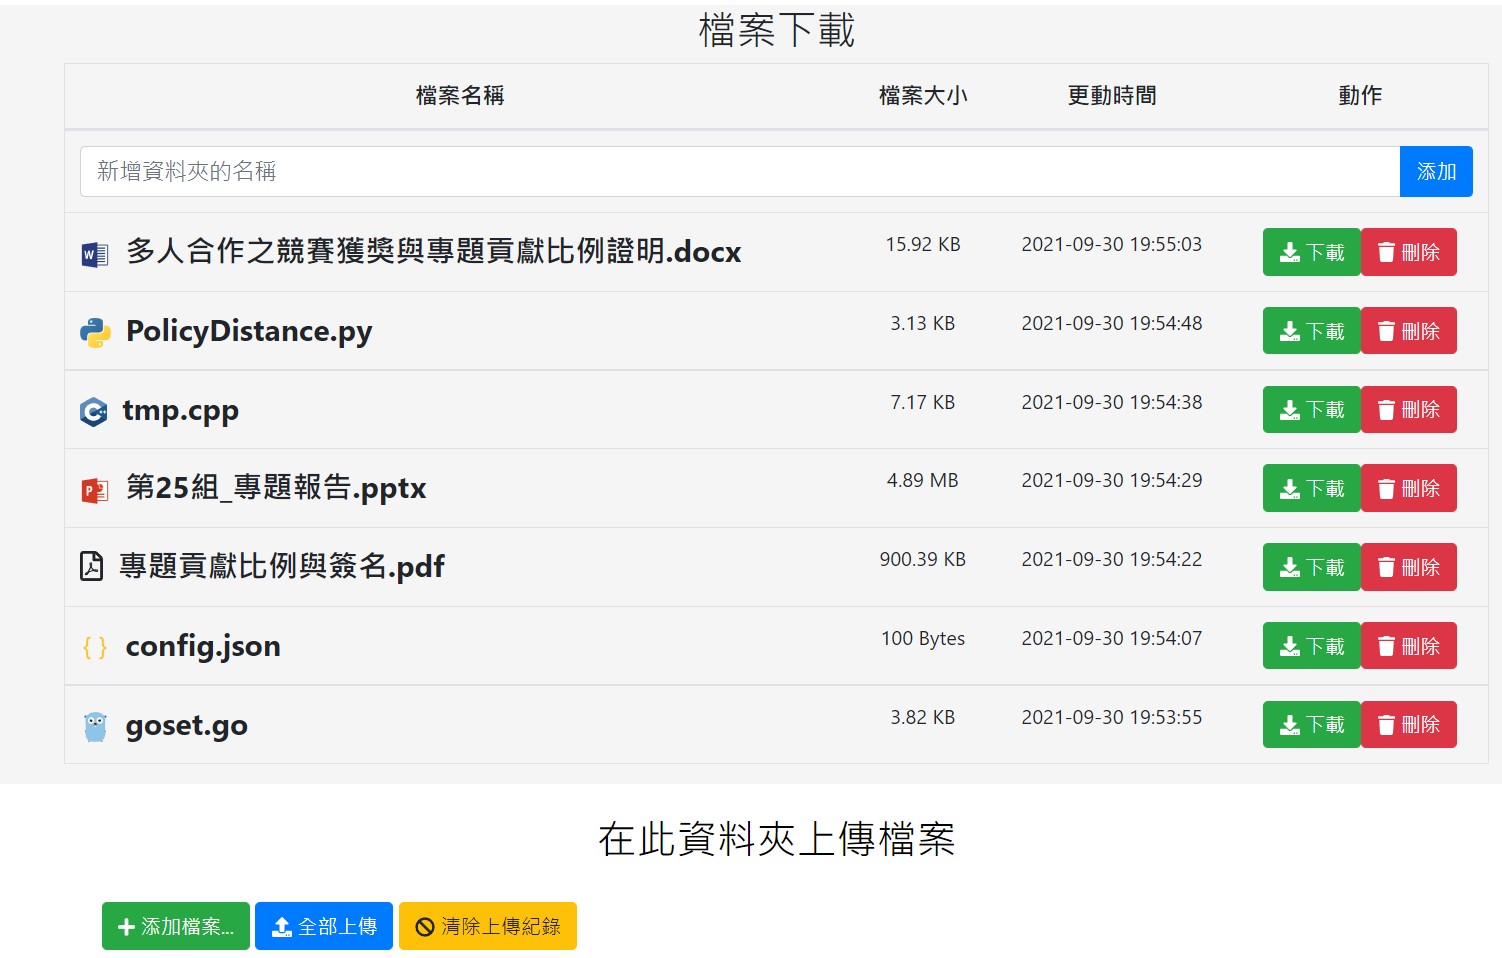 檔案下載
檔案名稱 檔案大小 更動時間 動作
新增資料夾的名稱 添加
多人合作之競賽獲獎與專題貢獻比例證明.docx 15.92 KB 2021-09-30 19:55:03 下載 刪除
PolicyDistance.py 3.13 KB 2021-09-30 19:54:48 下載 刪除
tmp.cpp 7.17 KB 2021-09-30 19:54:38 下載 刪除
第25組_專題報告.pptx 4.89 MB 2021-09-30 19:54:29 下載 刪除
專題貢獻比例與簽名.pdf 900.39 KB 2021-09-30 19:54:22 下載 刪除
config.json 100 Bytes 2021-09-30 19:54:07 下載 刪除
goset.go 3.82 KB 2021-09-30 19:53:55 下載 刪除
在此資料夾上傳檔案
添加檔案... 全部上傳 清除上傳紀錄